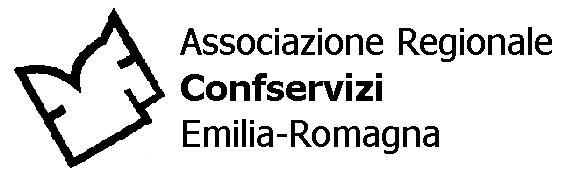 Associazione Regionale
Confservizi
Emilia-Romagna